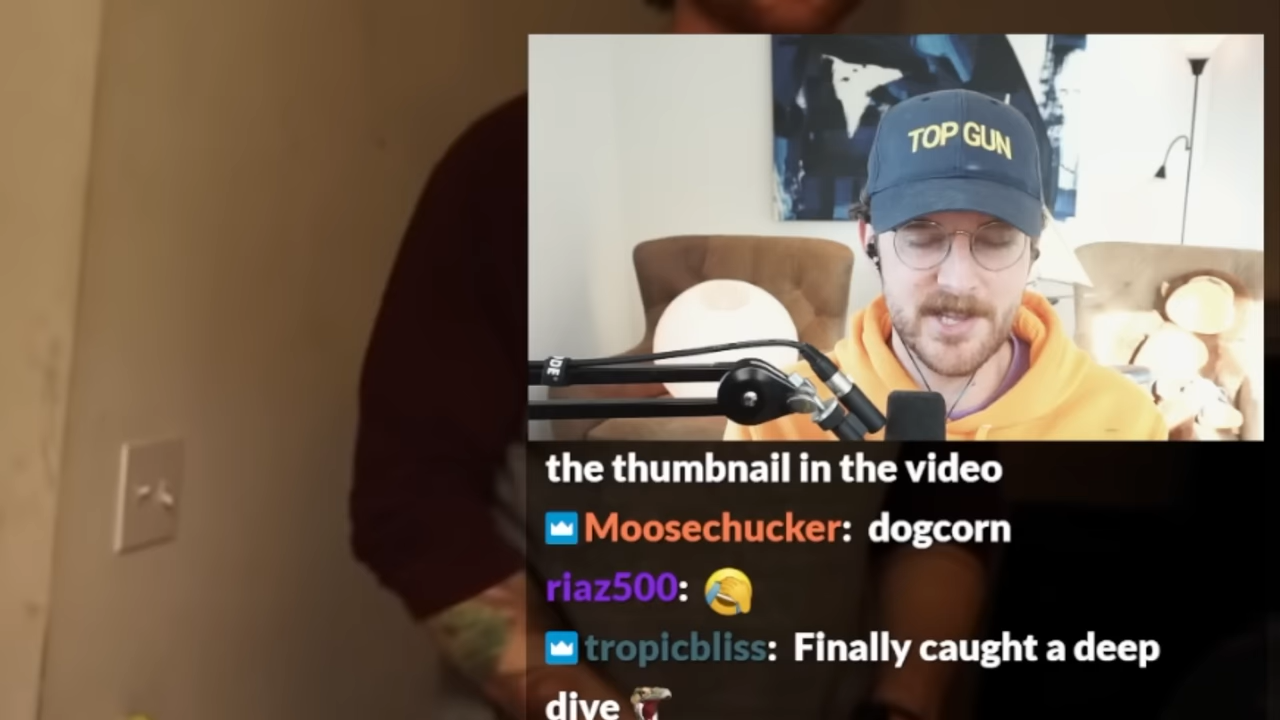 TOP GUN
the thumbnail in the video
Moosechucker: dogcorn
riaz500:
tropicbliss: Finally caught a deep
dive